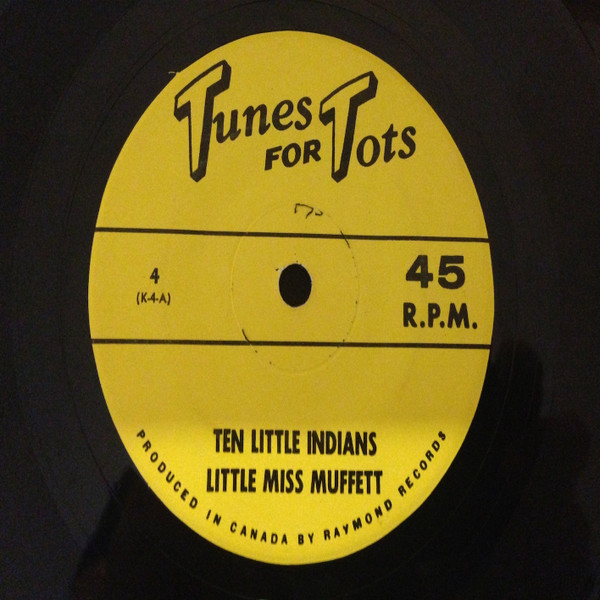 Tunes
FOR Tots
4
(K-4-A)
45
R.P.M.
TEN LITTLE INDIANS
LITTLE MISS MUFFETT
PRODUCED IN CANADA BY RAYMOND RECORDS